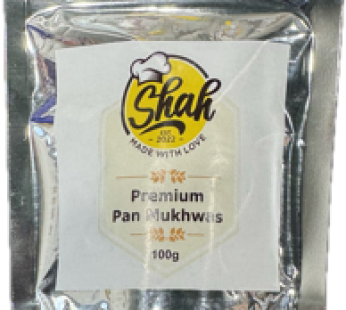 Shah
EST.
- 2022 -
MADE WITH LOVE
Premium
Pan Mukhwas
100g